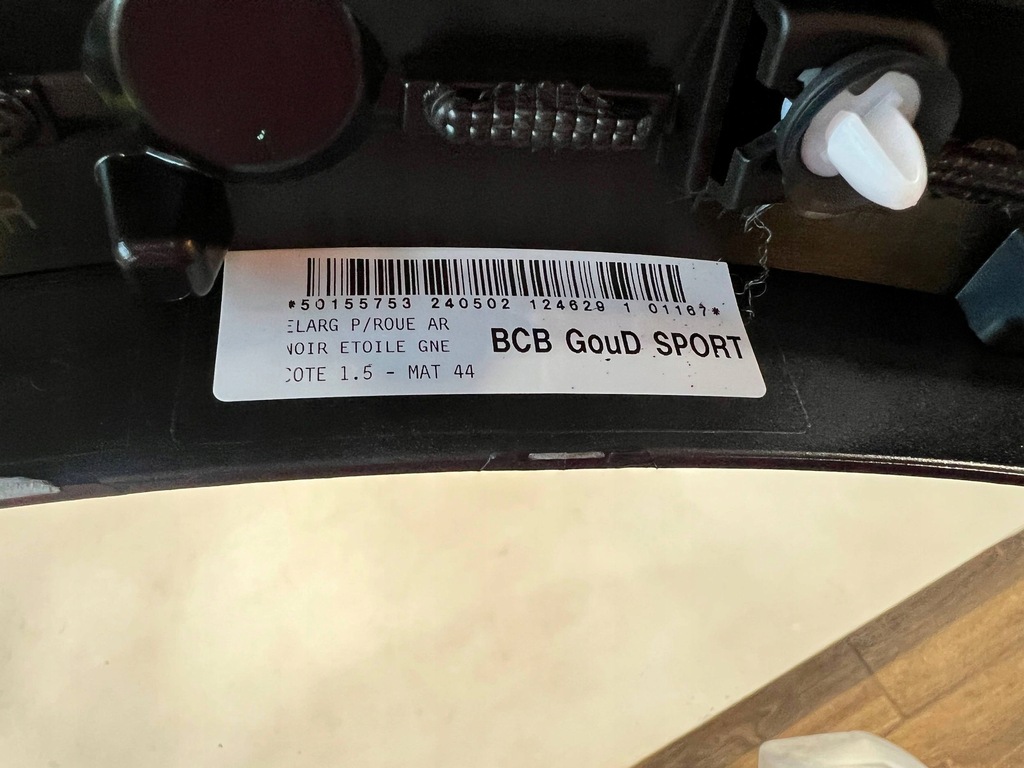 *50155753 240502 124629 1 01167*
ELARG P/ROUE AR
NOIR ETOILE GNE
COTE 1.5 - MAT 44
BCB GouD SPORT